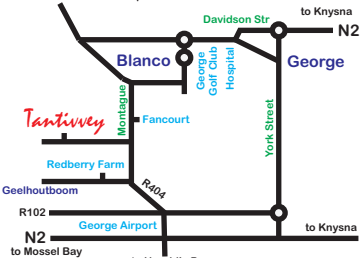 to Knysna
Davidson Str
N2
Blanco
George
Golf Club
Hospital
George
Montague
Tantivvey
Fancourt
York Street
Redberry Farm
Geelhoutboom
R404
R102
George Airport
to Knysna
N2
to Mossel Bay